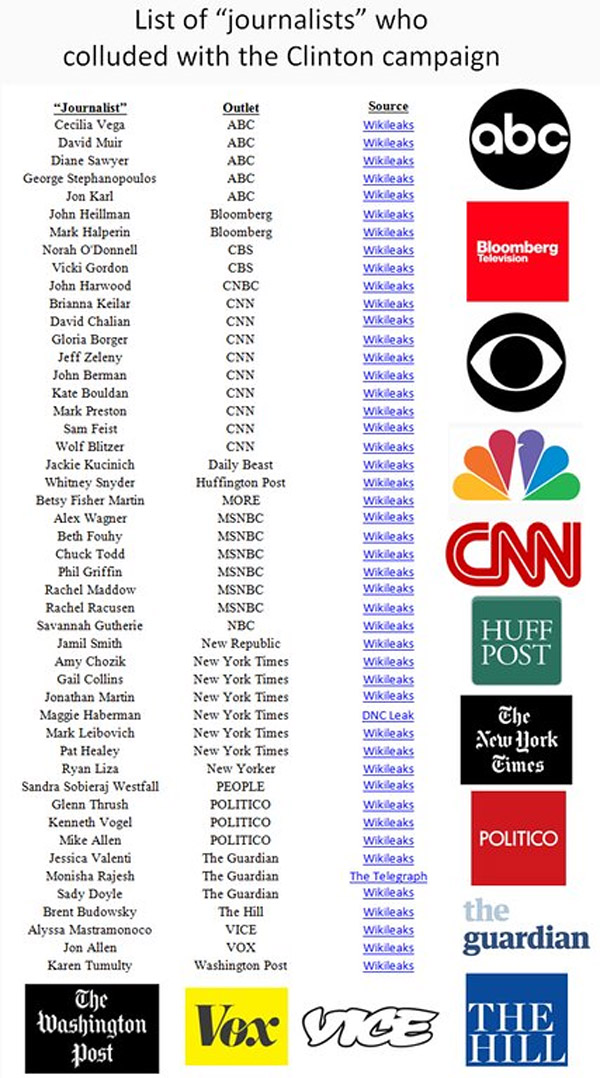 List of “journalists” who
colluded with the Clinton campaign
“Journalist” Outlet Source
Cecilia Vega ABC Wikileaks
David Muir ABC Wikileaks
Diane Sawyer ABC Wikileaks
George Stephanopoulos ABC Wikileaks
Jon Karl ABC Wikileaks
John Heillman Bloomberg Wikileaks
Mark Halperin Bloomberg Wikileaks
Norah O'Donnell CBS Wikileaks
Vicki Gordon CBS Wikileaks
John Harwood CNBC Wikileaks
Brianna Keilar CNN Wikileaks
David Chalian CNN Wikileaks
Gloria Borger CNN Wikileaks
Jeff Zeleny CNN Wikileaks
John Berman CNN Wikileaks
Kate Bouldan CNN Wikileaks
Mark Preston CNN Wikileaks
Sam Feist CNN Wikileaks
Wolf Blitzer CNN Wikileaks
Jackie Kucinich Daily Beast Wikileaks
Whitney Snyder Huffington Post Wikileaks
Betsy Fisher Martin MORE Wikileaks
Alex Wagner MSNBC Wikileaks
Beth Fouhy MSNBC Wikileaks
Chuck Todd MSNBC Wikileaks
Phil Griffin MSNBC Wikileaks
Rachel Maddow MSNBC Wikileaks
Rachel Racusen MSNBC Wikileaks
Savannah Gutherie NBC Wikileaks
Jamil Smith New Republic Wikileaks
Amy Chozik New York Times Wikileaks
Gail Collins New York Times Wikileaks
Jonathan Martin New York Times Wikileaks
Maggie Haberman New York Times DNC Leak
Mark Leibovich New York Times Wikileaks
Pat Healey New York Times Wikileaks
Ryan Liza New Yorker Wikileaks
Sandra Sobieraj Westfall PEOPLE Wikileaks
Glenn Thrush POLITICO Wikileaks
Kenneth Vogel POLITICO Wikileaks
Mike Allen POLITICO Wikileaks
Jessica Valenti The Guardian Wikileaks
Monisha Rajesh The Guardian The Telegraph
Sady Doyle The Guardian Wikileaks
Brent Budowsky The Hill Wikileaks
Alyssa Mastramonoco VICE Wikileaks
Jon Allen VOX Wikileaks
Karen Tumulty Washington Post Wikileaks
abc
Bloomberg
Television
CNN
HUFF
POST
The
New York
Times
POLITICO
the
guardian
The
Washington
Post
Vox
VICE
THE
HILL